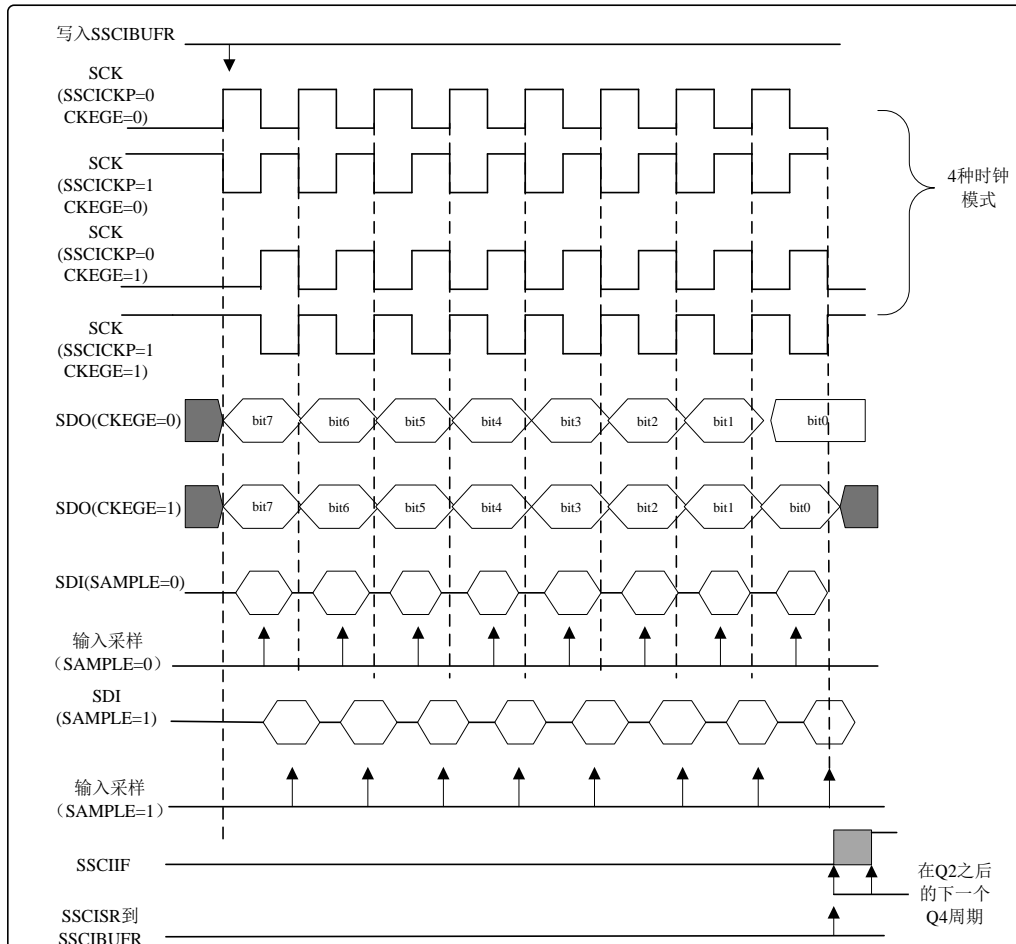 写入SSCIBUFR
SCK
(SSCICKP=0
CKEGE=0)
SCK
(SSCICKP=1
CKEGE=0)
4种时钟
模式
SCK
(SSCICKP=0
CKEGE=1)
SCK
(SSCICKP=1
CKEGE=1)
SDO(CKEGE=0)
bit7
bit6
bit5
bit4
bit3
bit2
bit1
bit0
SDO(CKEGE=1)
bit7
bit6
bit5
bit4
bit3
bit2
bit1
bit0
SDI(SAMPLE=0)
输入采样
（SAMPLE=0）
SDI
(SAMPLE=1)
输入采样
（SAMPLE=1）
SSCIIF
在Q2之后
的下一个
Q4周期
SSCISR到
SSCIBUFR